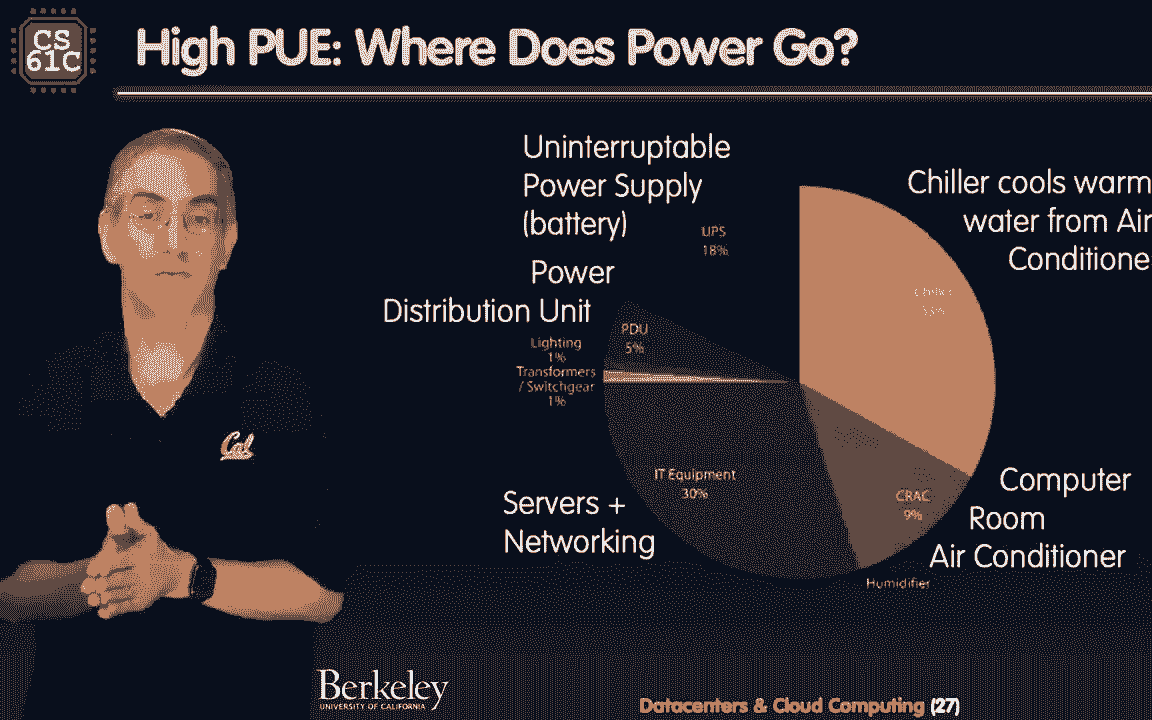 CS
61C
High PUE: Where Does Power Go?
Uninterruptable
Power Supply
(battery)
UPS
18%
Chiller cools warm
water from Air
Conditione
Power
Distribution Unit
PDU
5%
Lighting
1%
Transformers
/ Switchgear
1%
IT Equipment
30%
Servers +
Networking
CRAC
9%
Computer
Room
Air Conditioner
Humidifier
Cal
Berkeley
UNIVERSITY OF CALIFORNIA
Datacenters & Cloud Computing (27)